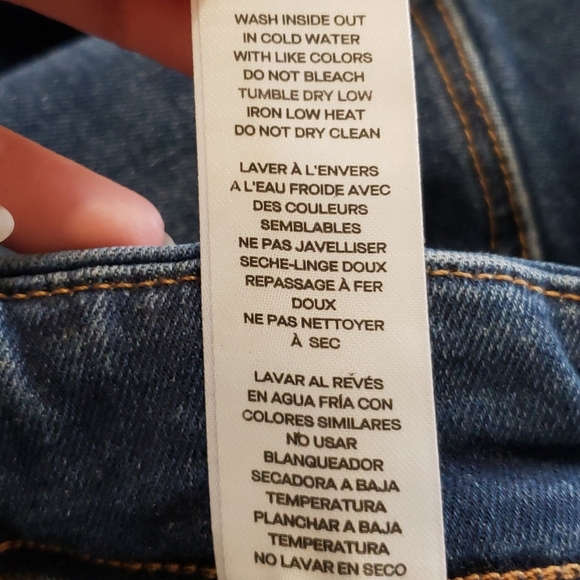 WASH INSIDE OUT
IN COLD WATER
WITH LIKE COLORS
DO NOT BLEACH
TUMBLE DRY LOW
IRON LOW HEAT
DO NOT DRY CLEAN
LAVER À L'ENVERS
A L'EAU FROIDE AVEC
DES COULEURS
SEMBLABLES
NE PAS JAVELLISER
SECHE-LINGE DOUX
REPASSAGE À FER
DOUX
NE PAS NETTOYER
À SEC
LAVAR AL REVÉS
EN AGUA FRÍA CON
COLORES SIMILARES
NO USAR
BLANQUEADOR
SECADORA A BAJA
TEMPERATURA
PLANCHAR A BAJA
TEMPERATURA
NO LAVAR EN SECO